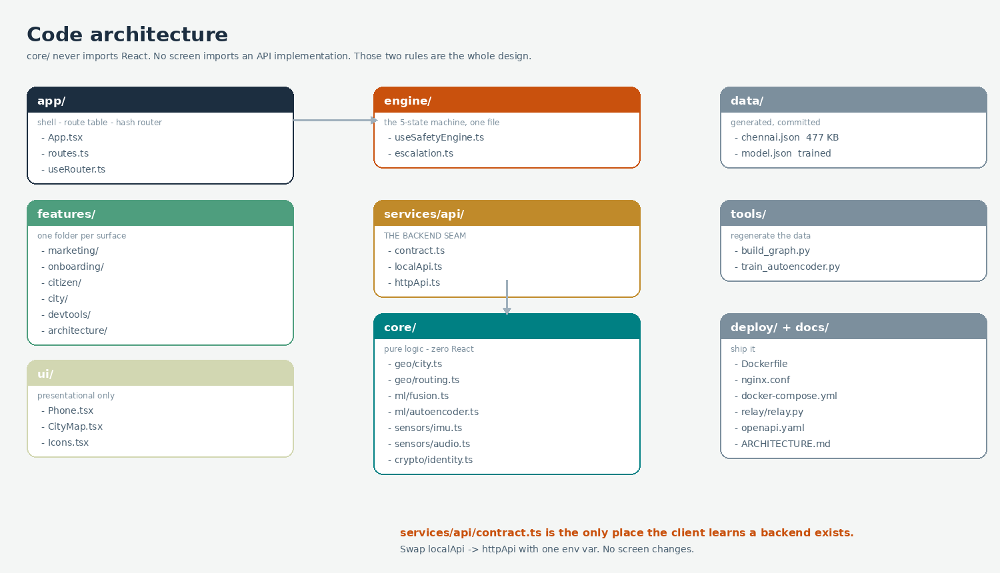 Code architecture
core/ never imports React. No screen imports an API implementation. Those two rules are the whole design.
app/
shell - route table - hash router
- App.tsx
- routes.ts
- useRouter.ts
features/
one folder per surface
- marketing/
- onboarding/
- citizen/
- city/
- devtools/
- architecture/
ui/
presentational only
- Phone.tsx
- CityMap.tsx
- Icons.tsx
engine/
the 5-state machine, one file
- useSafetyEngine.ts
- escalation.ts
services/api/
THE BACKEND SEAM
- contract.ts
- localApi.ts
- httpApi.ts
core/
pure logic - zero React
- geo/city.ts
- geo/routing.ts
- ml/fusion.ts
- ml/autoencoder.ts
- sensors/imu.ts
- sensors/audio.ts
- crypto/identity.ts
data/
generated, committed
- chennai.json  477 KB
- model.json  trained
tools/
regenerate the data
- build_graph.py
- train_autoencoder.py
deploy/ + docs/
ship it
- Dockerfile
- nginx.conf
- docker-compose.yml
- relay/relay.py
- openapi.yaml
- ARCHITECTURE.md
services/api/contract.ts is the only place the client learns a backend exists.
Swap localApi -> httpApi with one env var. No screen changes.